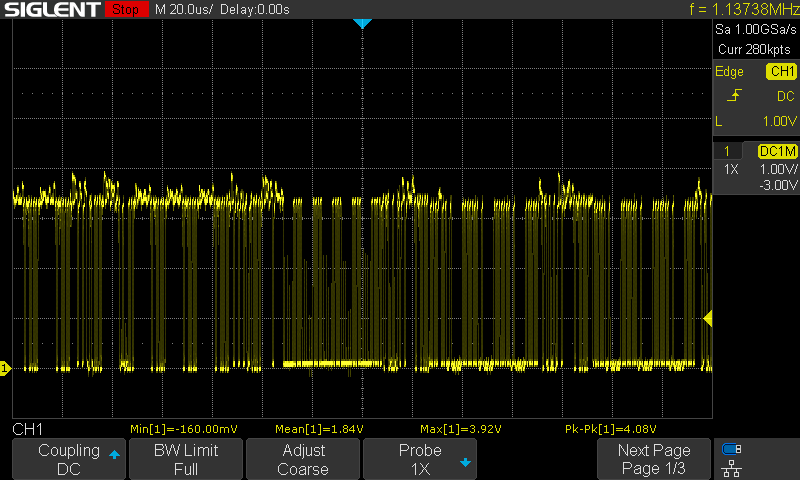 SIGLENT Stop M 20.0us/ Delay:0.00s f = 1.13738MHz
Sa 1.00GSa/s
Curr 280kpts
Edge CH1
DC
L 1.00V
1 DC1M
1X 1.00V/
-3.00V
1
CH1 Min[1]=-160.00mV Mean[1]=1.84V Max[1]=3.92V Pk-Pk[1]=4.08V
Coupling BW Limit Adjust Probe Next Page
DC Full Coarse 1X Page 1/3